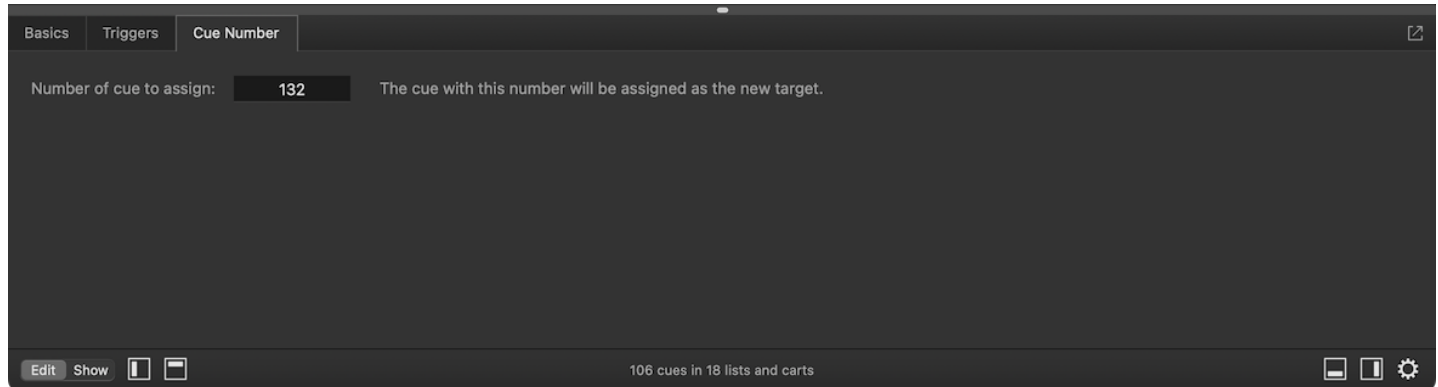 Basics Triggers Cue Number
Number of cue to assign: 132 The cue with this number will be assigned as the new target.
Edit Show 106 cues in 18 lists and carts